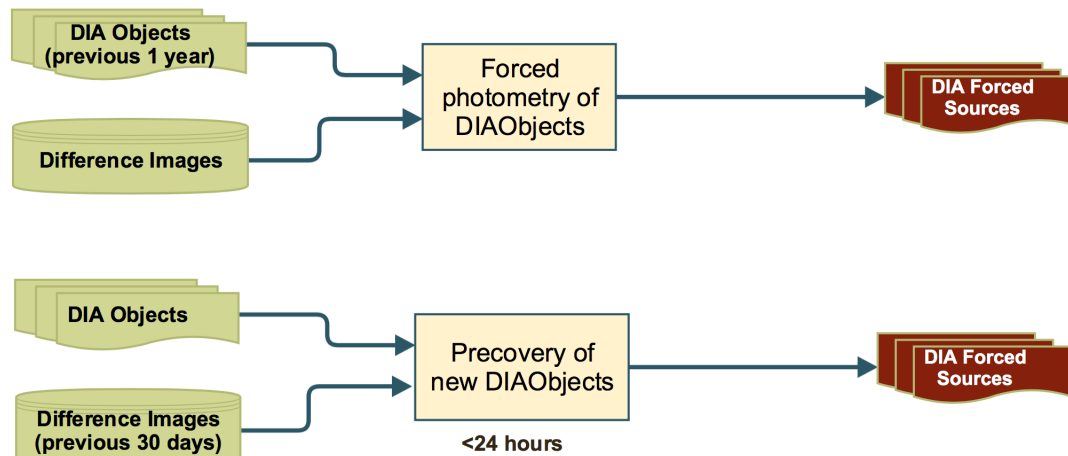 DIA Objects
(previous 1 year)
Forced
photometry of
DIAObjects
DIA Forced
Sources
Difference Images
DIA Objects
Precovery of
new DIAObjects
DIA Forced
Sources
Difference Images
(previous 30 days)
<24 hours